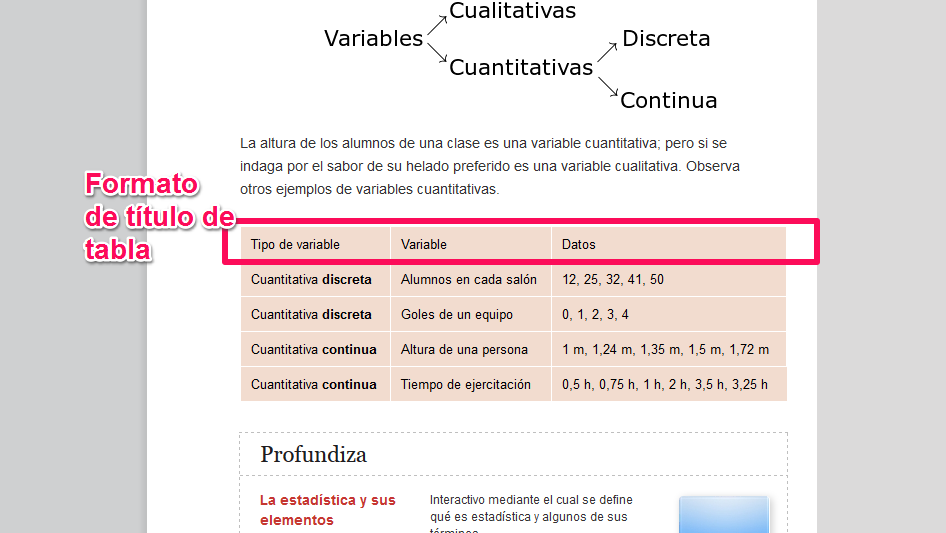 Cualitativas
Variables
Discreta
Cuantitativas
Continua
La altura de los alumnos de una clase es una variable cuantitativa; pero si se
indaga por el sabor de su helado preferido es una variable cualitativa. Observa
otros ejemplos de variables cuantitativas.
Formato
de título de
tabla
Tipo de variable Variable Datos
Cuantitativa discreta Alumnos en cada salón 12, 25, 32, 41, 50
Cuantitativa discreta Goles de un equipo 0, 1, 2, 3, 4
Cuantitativa continua Altura de una persona 1 m, 1,24 m, 1,35 m, 1,5 m, 1,72 m
Cuantitativa continua Tiempo de ejercitación 0,5 h, 0,75 h, 1 h, 2 h, 3,5 h, 3,25 h
Profundiza
La estadística y sus
elementos
Interactivo mediante el cual se define
qué es estadística y algunos de sus